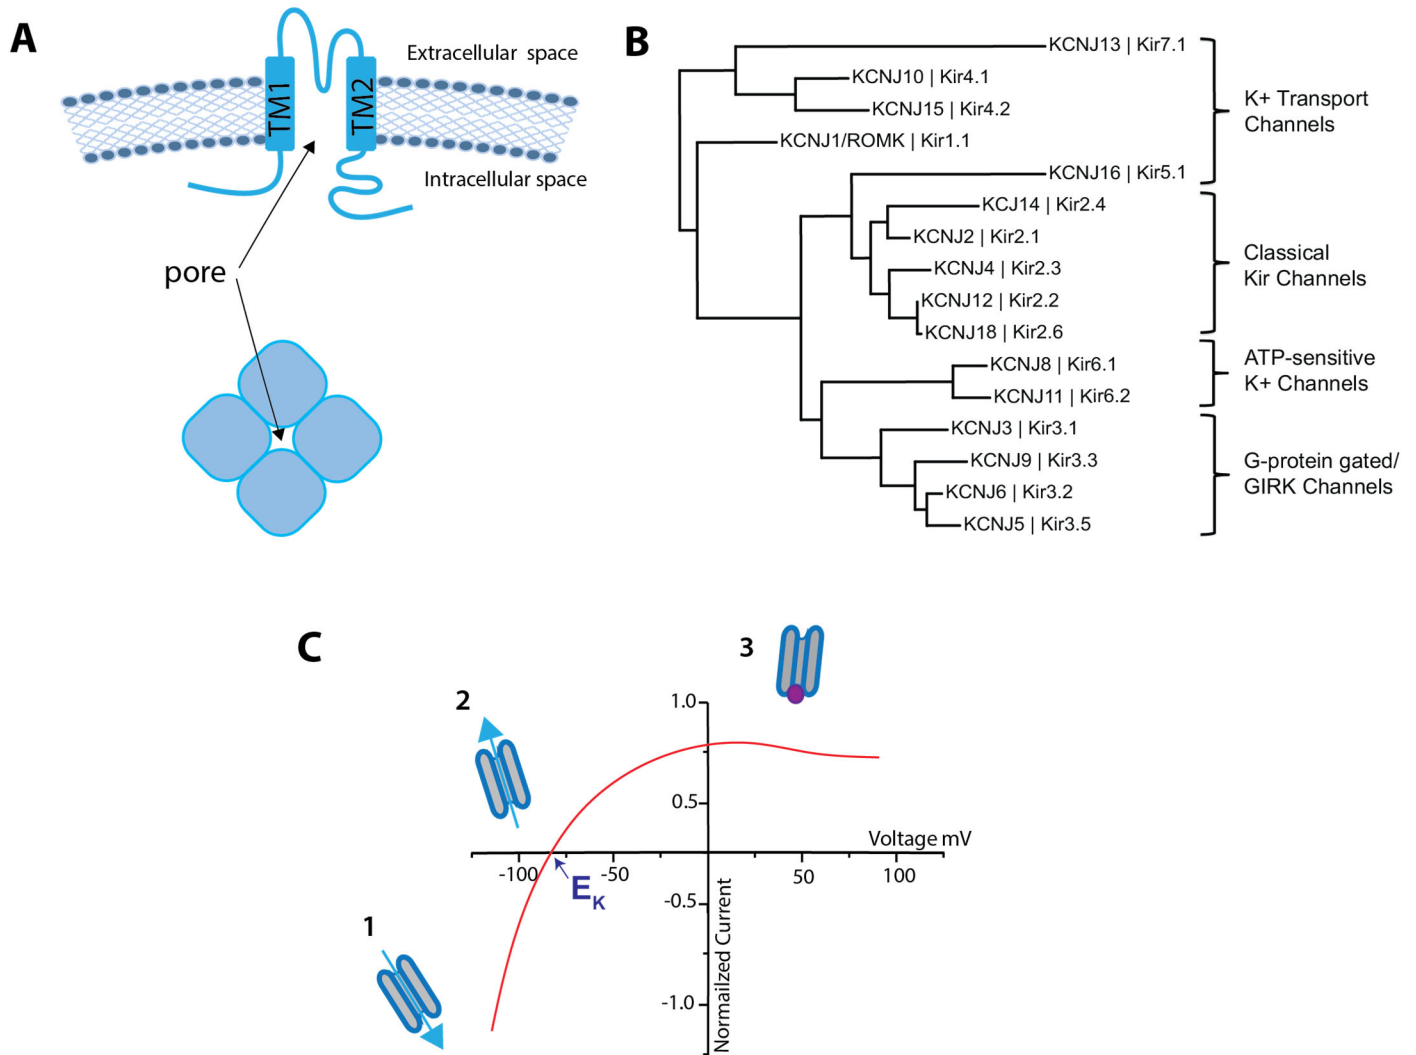 A
Extracellular space
TM1
TM2
Intracellular space
pore
B
KCNJ13 | Kir7.1
KCNJ10 | Kir4.1
KCNJ15 | Kir4.2
KCNJ1/ROMK | Kir1.1
KCNJ16 | Kir5.1
KCJ14 | Kir2.4
KCNJ2 | Kir2.1
KCNJ4 | Kir2.3
KCNJ12 | Kir2.2
KCNJ18 | Kir2.6
KCNJ8 | Kir6.1
KCNJ11 | Kir6.2
KCNJ3 | Kir3.1
KCNJ9 | Kir3.3
KCNJ6 | Kir3.2
KCNJ5 | Kir3.5
K+ Transport
Channels
Classical
Kir Channels
ATP-sensitive
K+ Channels
G-protein gated/
GIRK Channels
C
3
2
1
1.0
0.5
-0.5
-1.0
Voltage mV
-100
-50
50
100
EK
Normailzed Current